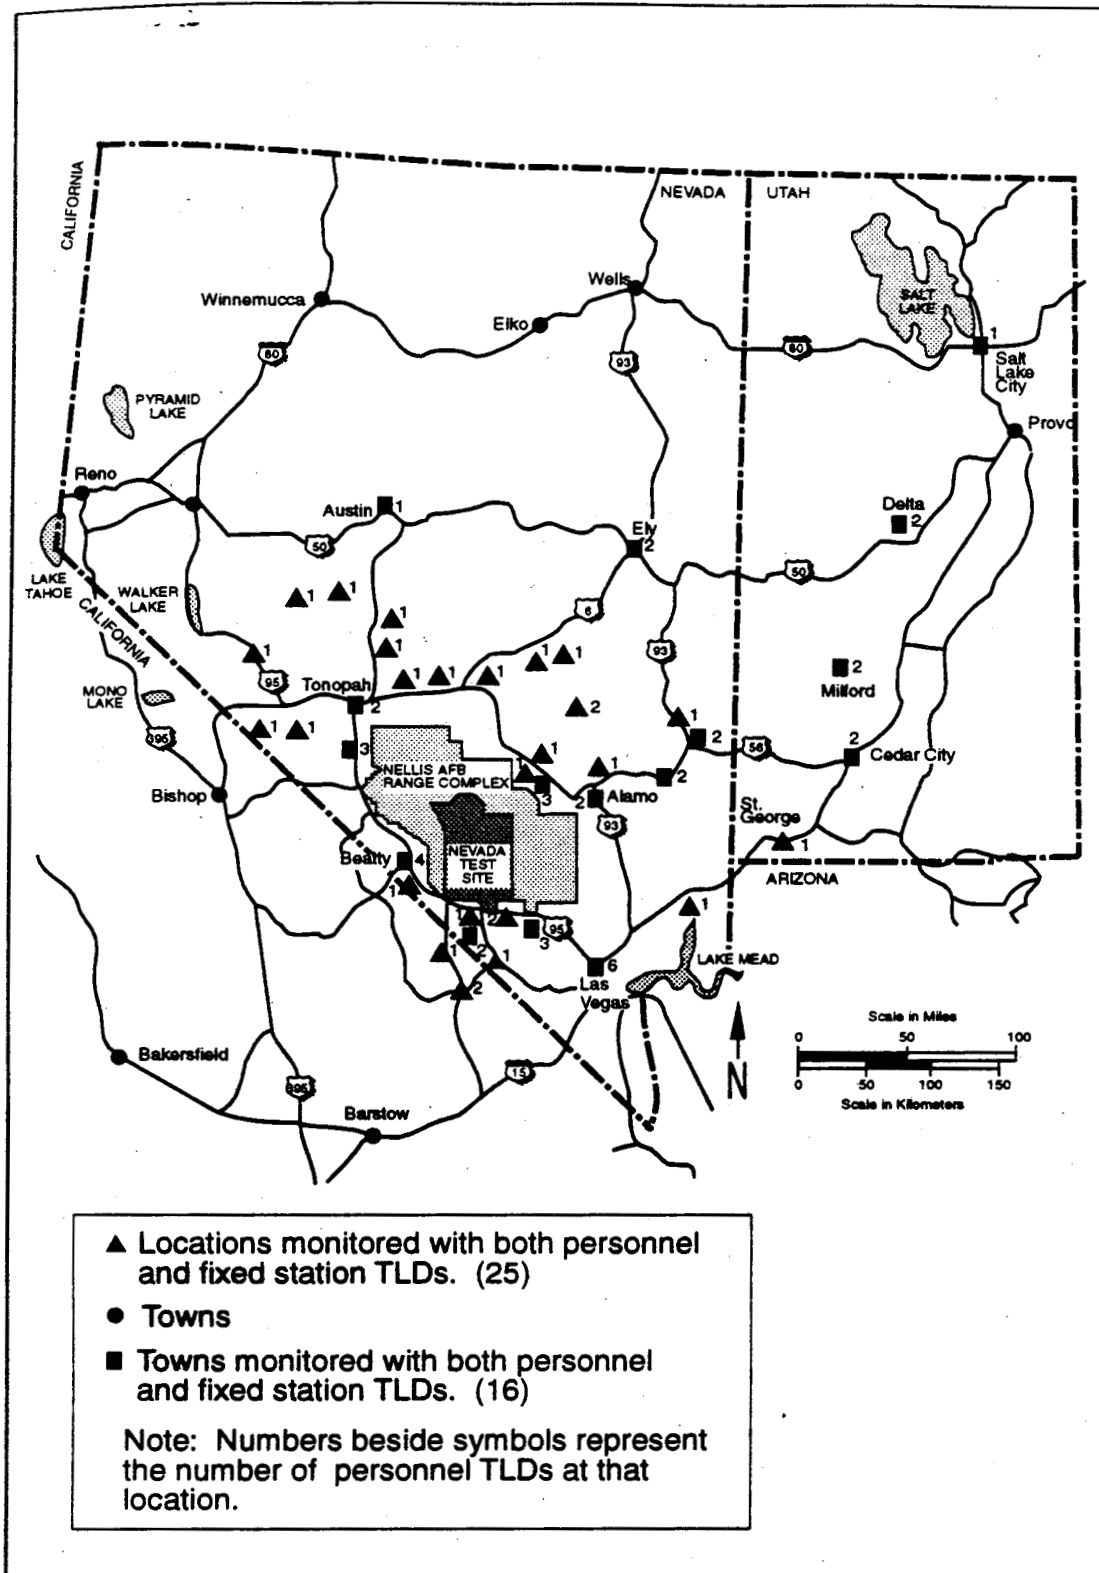 CALIFORNIA
NEVADA
UTAH
Winnemucca
Wells
Elko
SALT
LAKE
1
Salt
Lake
City
80
93
80
PYRAMID
LAKE
Provo
Reno
Austin
1
Delta
2
Ely
2
50
50
LAKE
TAHOE
WALKER
LAKE
CALIFORNIA
1
1
1
1
6
93
1
1
1
95
Tonopah
2
1
1
1
2
Milford
MONO
LAKE
395
1
1
2
1
2
56
2
Cedar City
3
NELLIS AFB
RANGE COMPLEX
1
1
3
1
2
2
Alamo
Bishop
93
St.
George
1
Beatty
4
NEVADA
TEST
SITE
ARIZONA
1
1
2
95
3
2
1
1
1
LAKE MEAD
6
Las
Vegas
2
Bakersfield
395
15
Barstow
N
Scale in Miles
0 50 100
0 50 100 150
Scale in Kilometers
Locations monitored with both personnel
and fixed station TLDs. (25)
Towns
Towns monitored with both personnel
and fixed station TLDs. (16)
Note: Numbers beside symbols represent
the number of personnel TLDs at that
location.